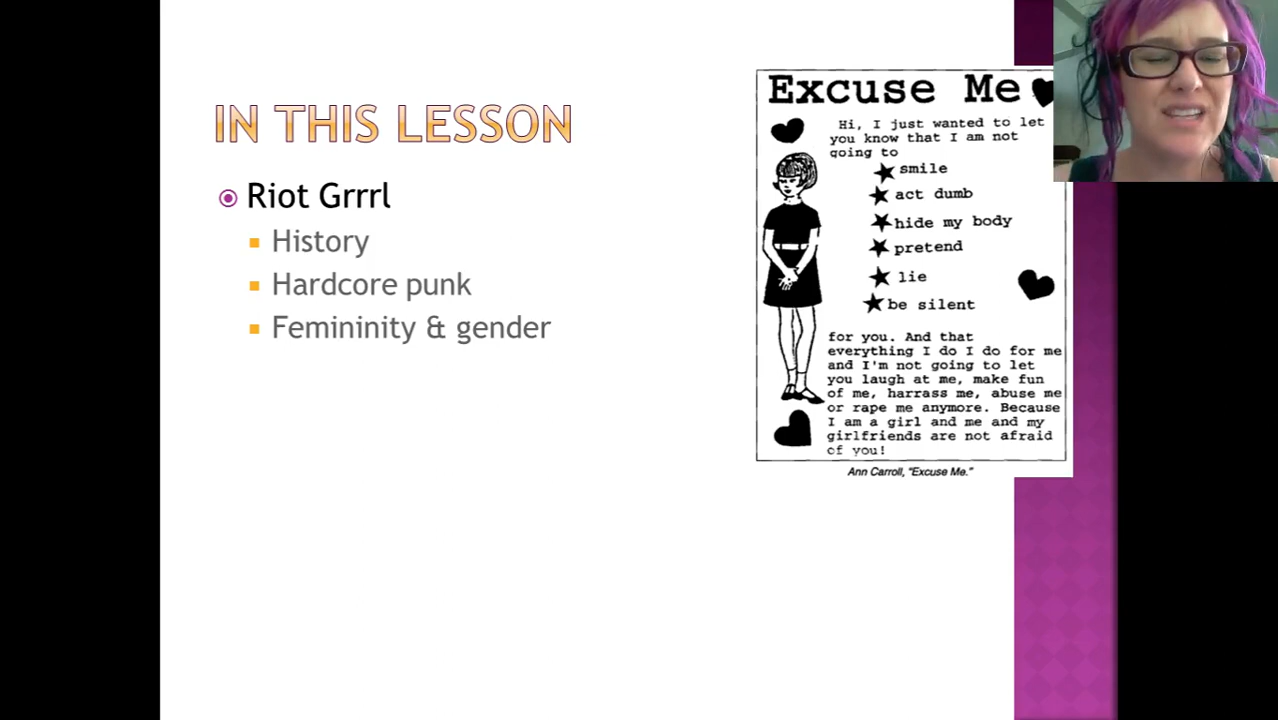 IN THIS LESSON
Riot Grrrl
History
Hardcore punk
Femininity & gender
Excuse Me
Hi, I just wanted to let
you know that I am not
going to
smile
act dumb
hide my body
pretend
lie
be silent
for you. And that
everything I do I do for me
and I'm not going to let
you laugh at me, make fun
of me, harrass me, abuse me
or rape me anymore. Because
I am a girl and me and my
girlfriends are not afraid
of you!
Ann Carroll, "Excuse Me."